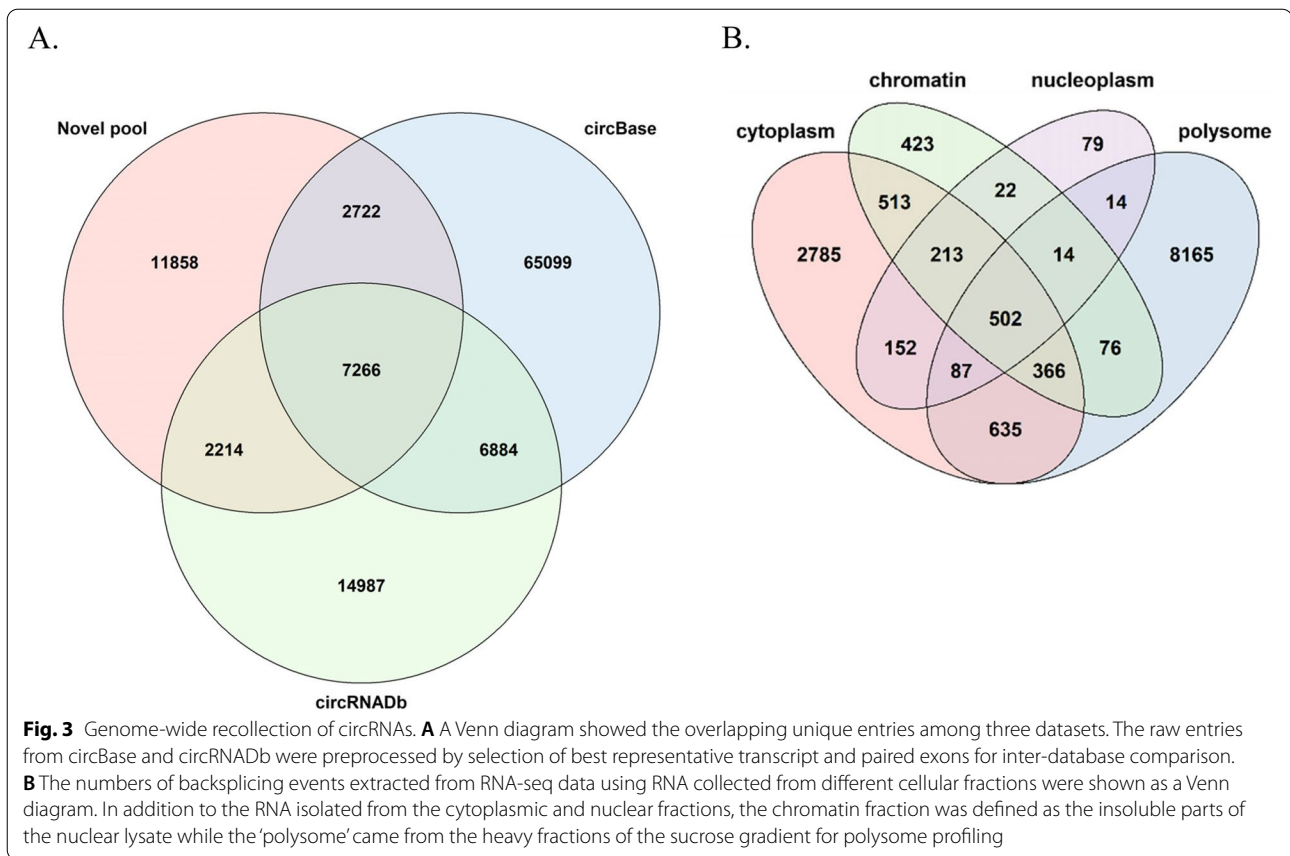 A.
Novel pool
circBase
2722
11858
65099
7266
2214
6884
14987
circRNADb
B.
chromatin
nucleoplasm
cytoplasm
polysome
423
79
22
513
14
2785
213
14
8165
502
152
76
87
366
635
Fig. 3 Genome-wide recollection of circRNAs. A A Venn diagram showed the overlapping unique entries among three datasets. The raw entries
from circBase and circRNADb were preprocessed by selection of best representative transcript and paired exons for inter-database comparison.
B The numbers of backsplicing events extracted from RNA-seq data using RNA collected from different cellular fractions were shown as a Venn
diagram. In addition to the RNA isolated from the cytoplasmic and nuclear fractions, the chromatin fraction was defined as the insoluble parts of
the nuclear lysate while the ‘polysome’ came from the heavy fractions of the sucrose gradient for polysome profiling